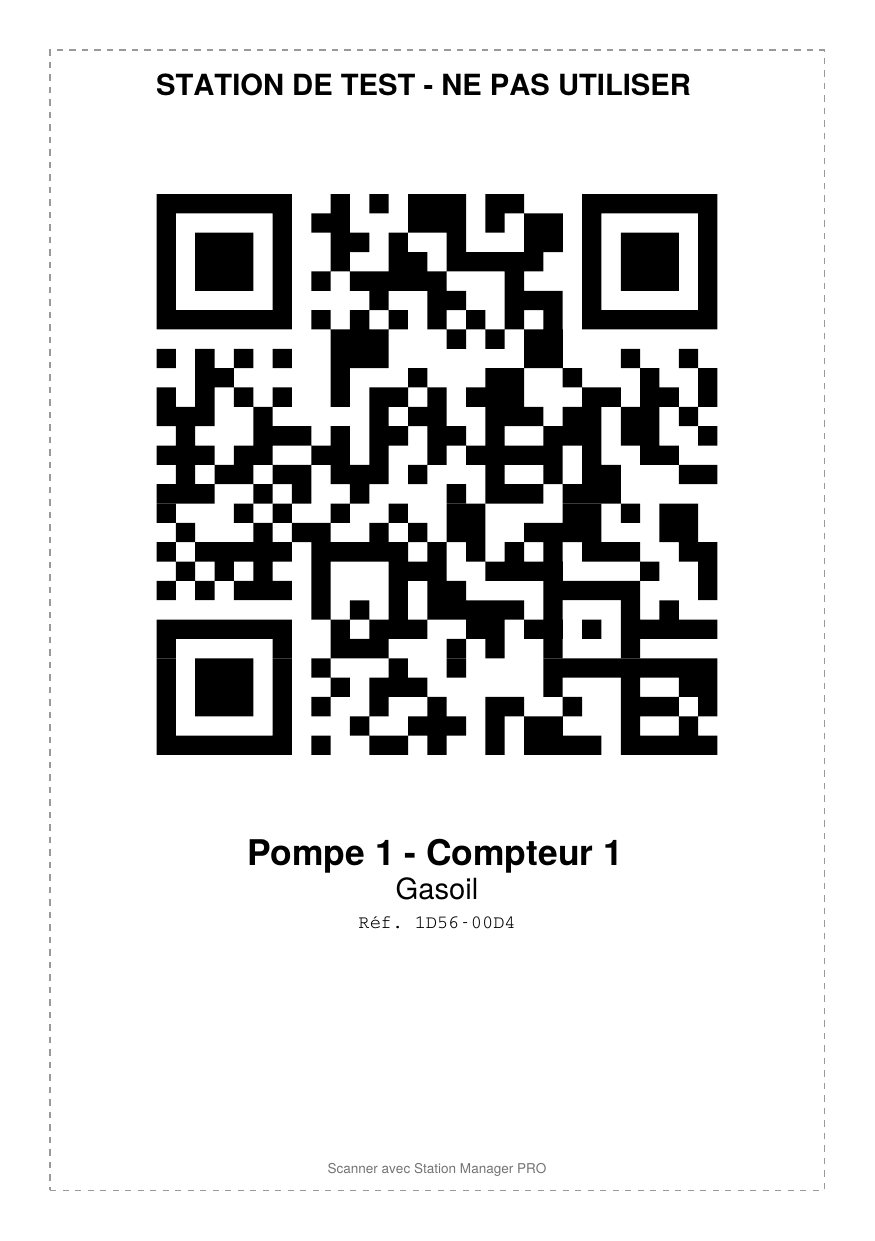 STATION DE TEST - NE PAS UTILISER
Pompe 1 - Compteur 1
Gasoil
Réf. 1D56-00D4
Scanner avec Station Manager PRO